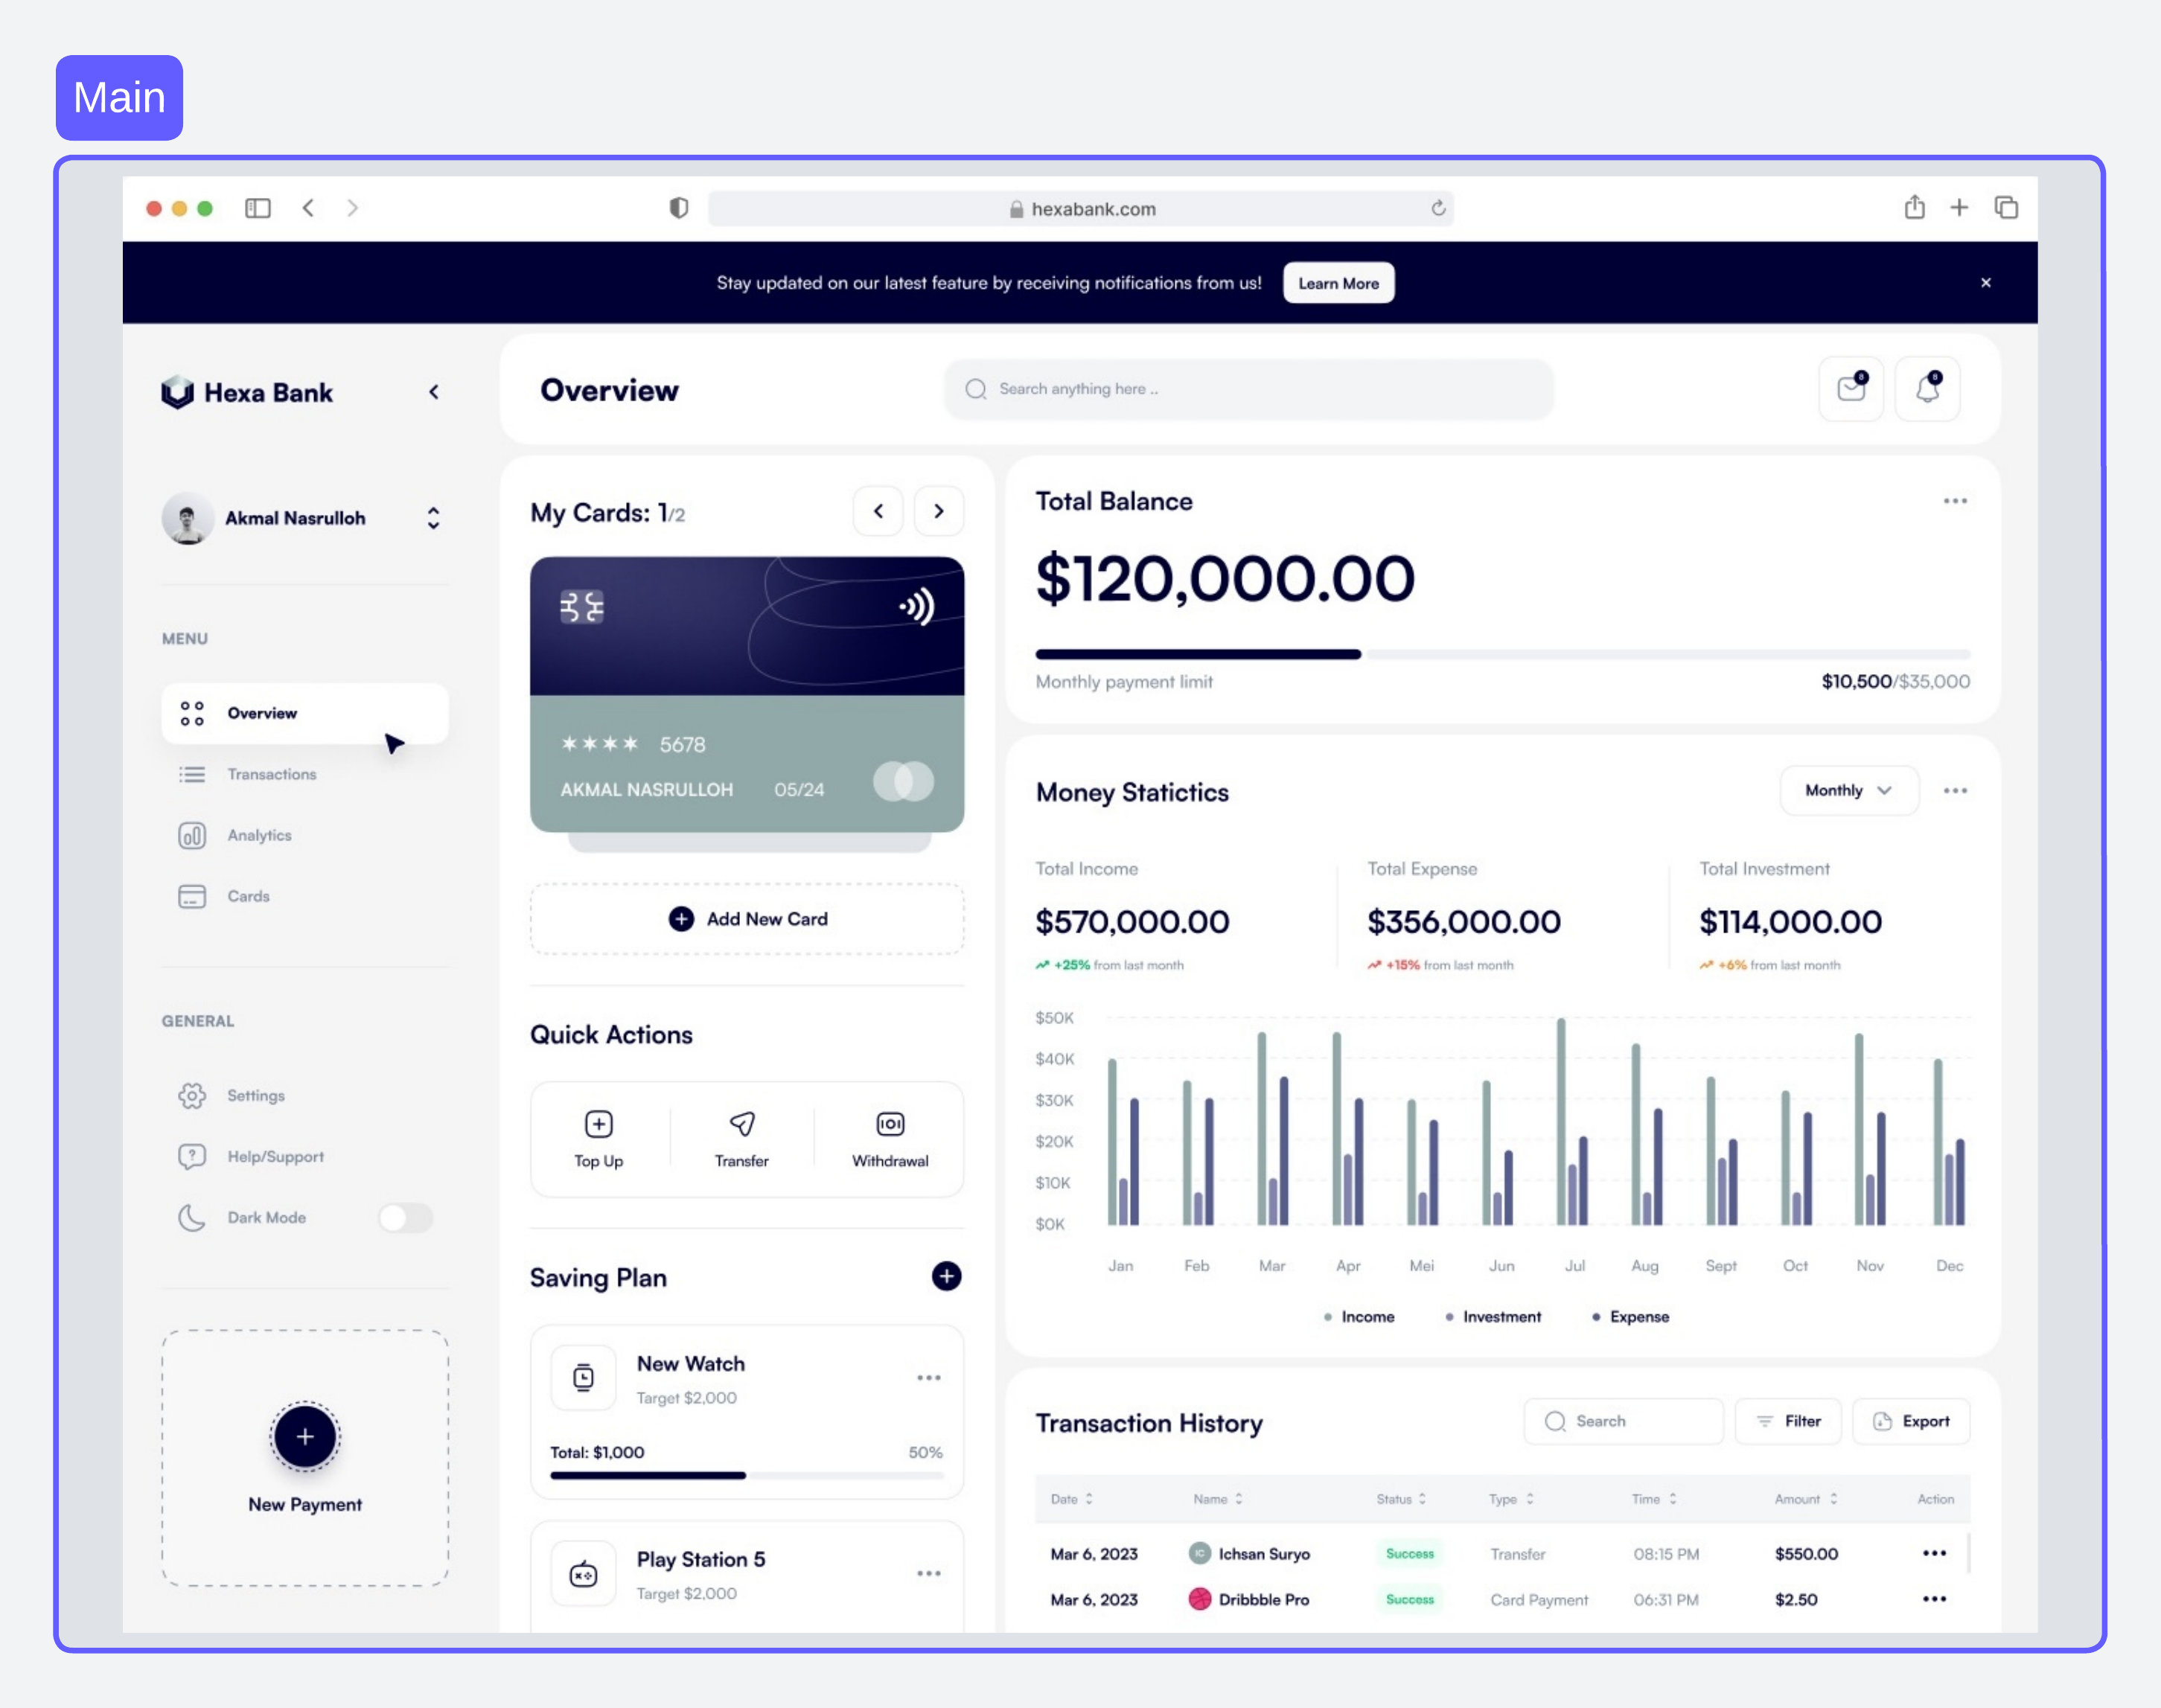 Main
hexabank.com
Stay updated on our latest feature by receiving notifications from us!
Learn More
Hexa Bank
Akmal Nasrulloh
MENU
Overview
Transactions
Analytics
Cards
GENERAL
Settings
Help/Support
Dark Mode
New Payment
Overview
Search anything here ..
My Cards: 1/2
**** 5678
AKMAL NASRULLOH 05/24
Add New Card
Quick Actions
Top Up Transfer Withdrawal
Saving Plan
New Watch
Target $2,000
Total: $1,000 50%
Play Station 5
Target $2,000
Total Balance
$120,000.00
Monthly payment limit $10,500/$35,000
Money Statictics
Monthly
Total Income Total Expense Total Investment
$570,000.00 $356,000.00 $114,000.00
+25% from last month +15% from last month +6% from last month
$50K
$40K
$30K
$20K
$10K
$0K
Jan Feb Mar Apr Mei Jun Jul Aug Sept Oct Nov Dec
Income Investment Expense
Transaction History
Search Filter Export
Date Name Status Type Time Amount Action
Mar 6, 2023 IC Ichsan Suryo Success Transfer 08:15 PM $550.00
Mar 6, 2023 Dribbble Pro Success Card Payment 06:31 PM $2.50